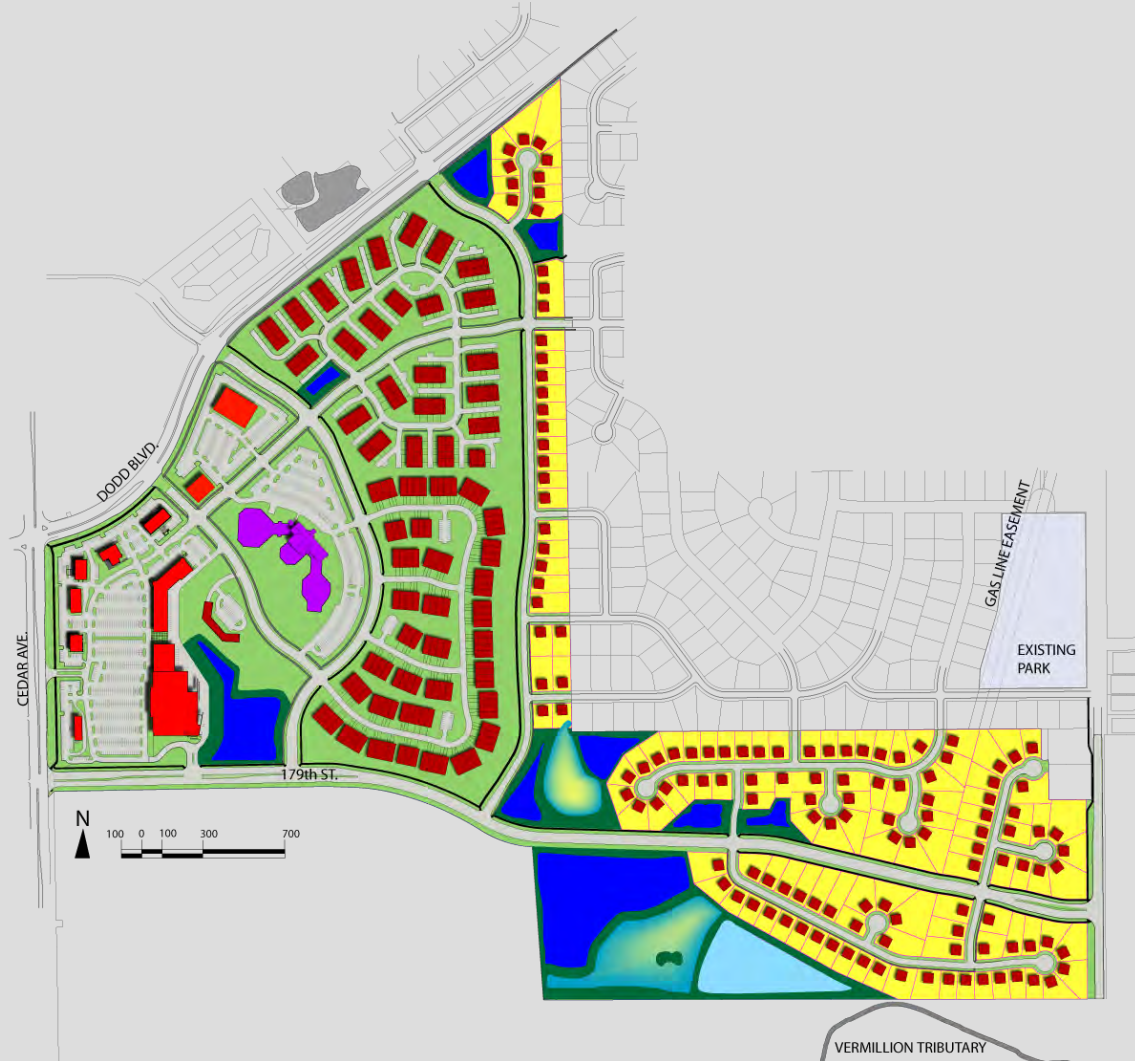 DODD BLVD.
GAS LINE EASEMENT
CEDAR AVE.
EXISTING
PARK
179th ST.
N
100 0 100 300 700
VERMILLION TRIBUTARY